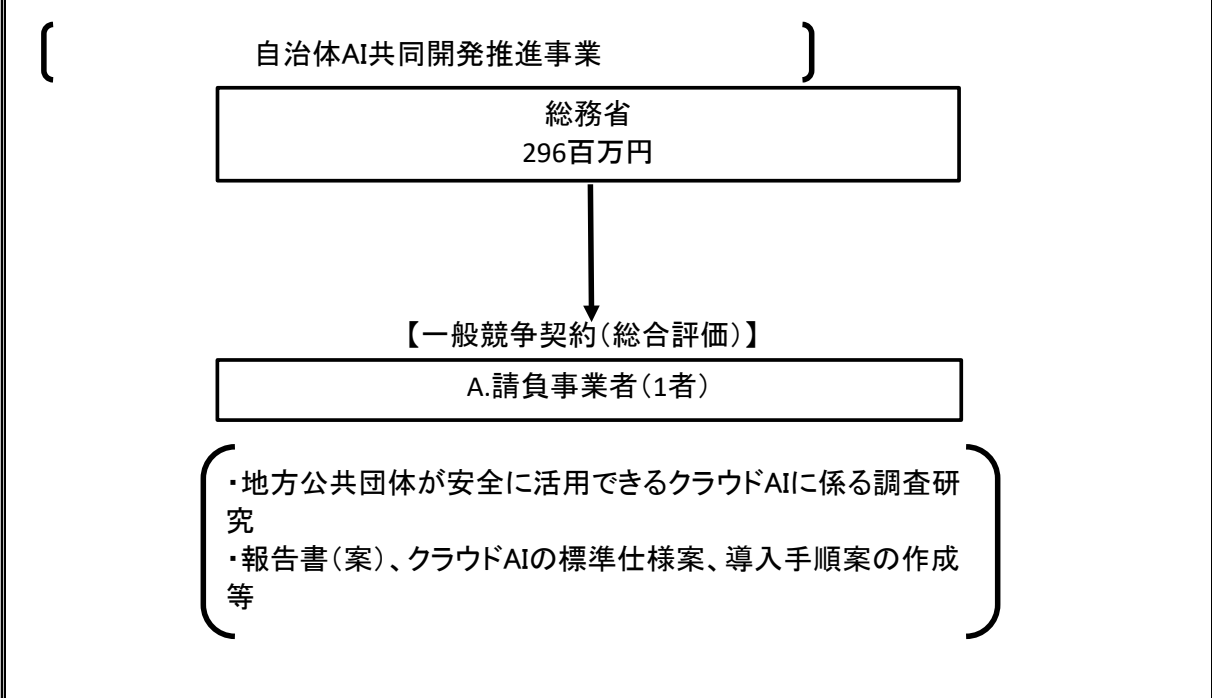 自治体AI共同開発推進事業
総務省
296百万円
【一般競争契約(総合評価)】
A.請負事業者(1者)
・地方公共団体が安全に活用できるクラウドAIに係る調査研
究
・報告書(案)、クラウドAIの標準仕様案、導入手順案の作成
等